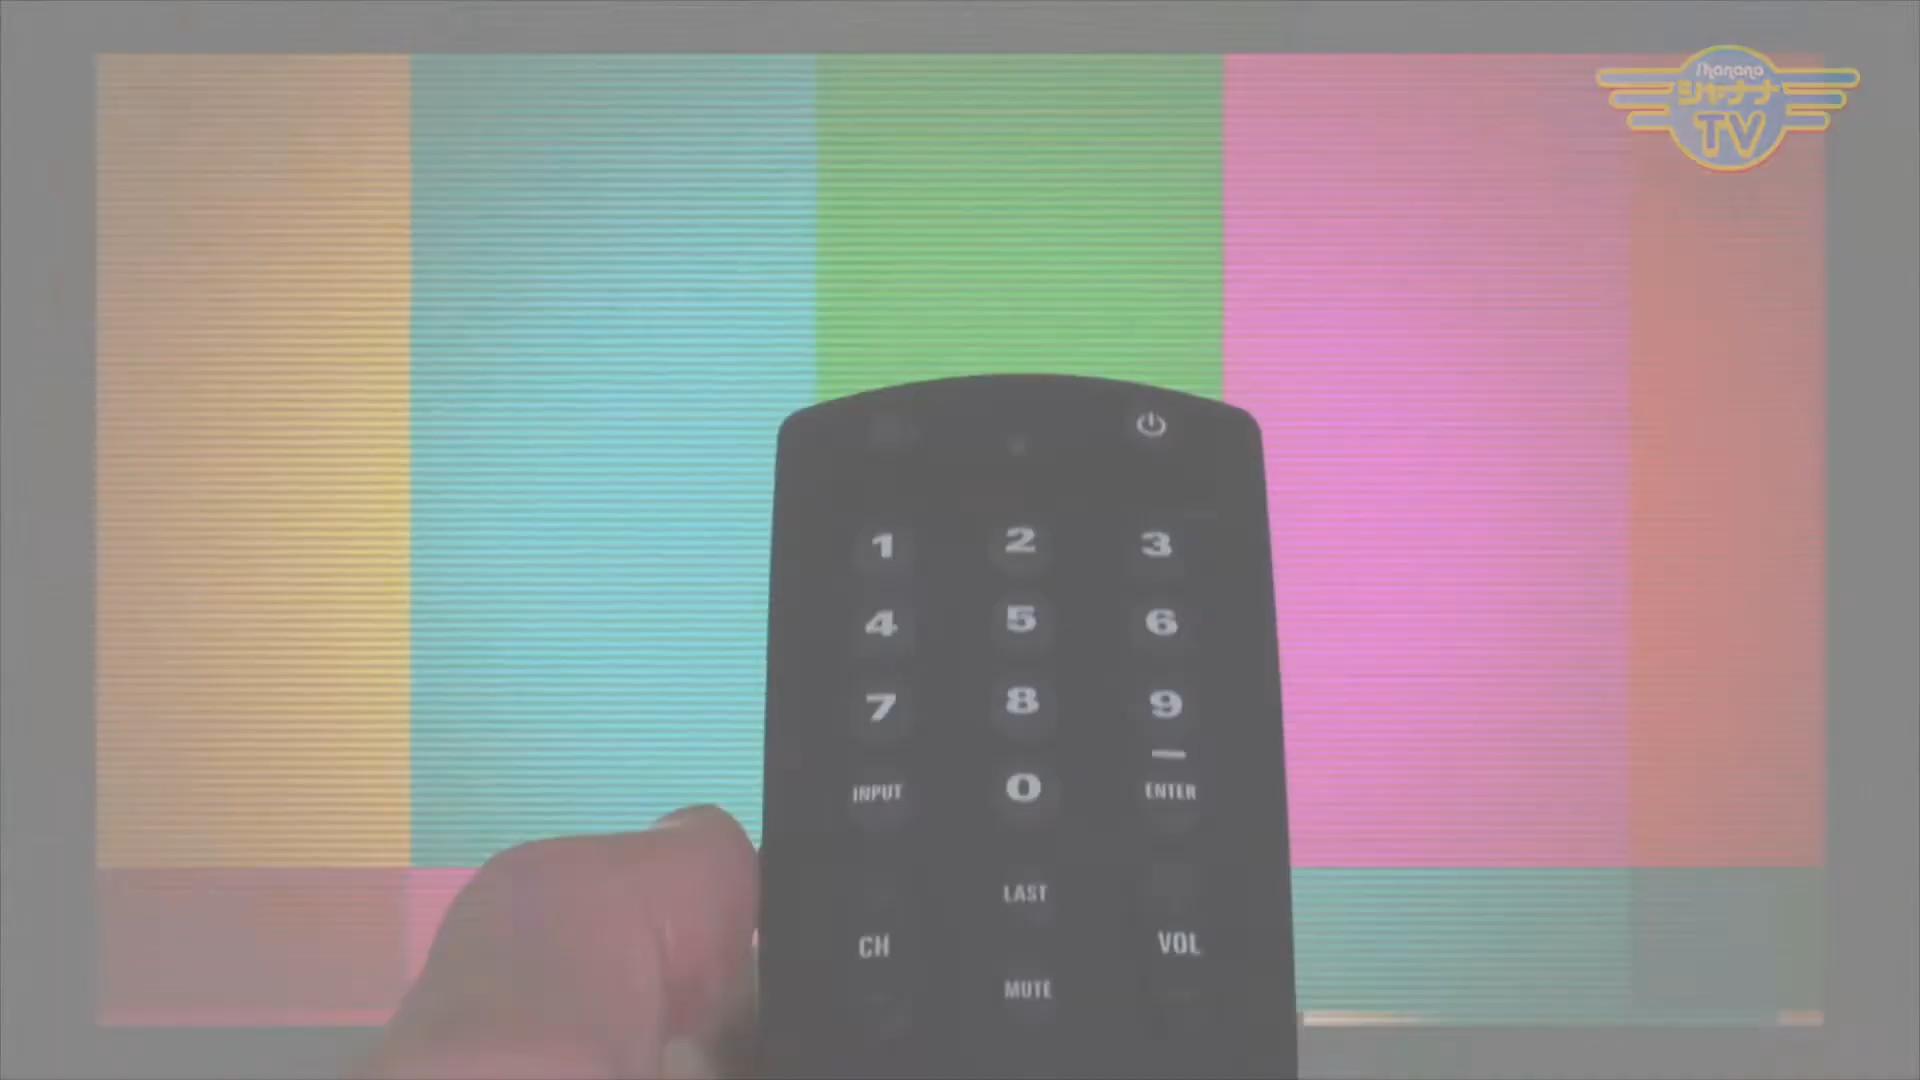 Shanana
シャナナ
TV
1 2 3
4 5 6
7 8 9
INPUT 0 ENTER
LAST
CH VOL
MUTE